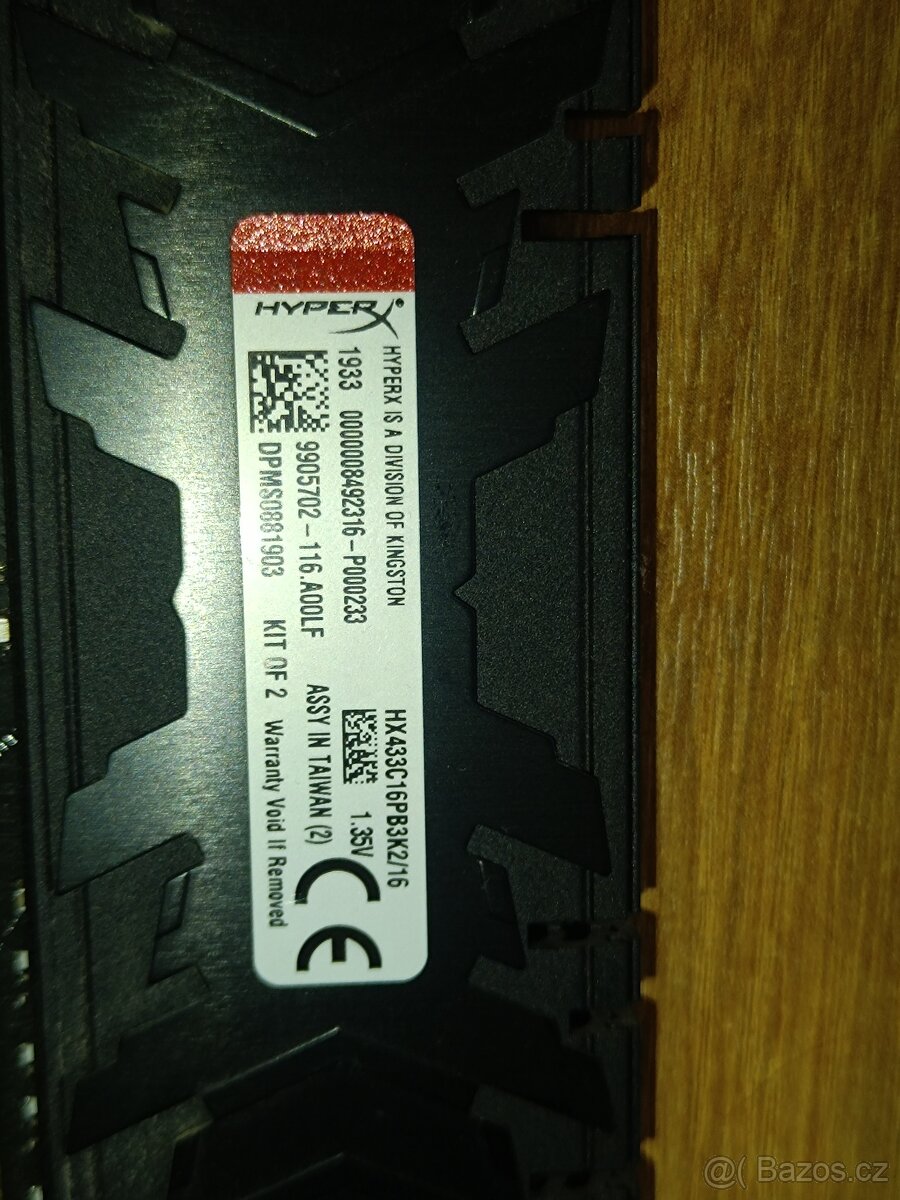 HYPERX
HYPERX IS A DIVISION OF KINGSTON
HX433C16PB3K2/16
1933 0000008492316-P000233
1.35V
9905702-116.A00LF
ASSY IN TAIWAN (2)
DPMS0881903
KIT OF 2
Warranty Void If Removed
CE
@( Bazos.cz